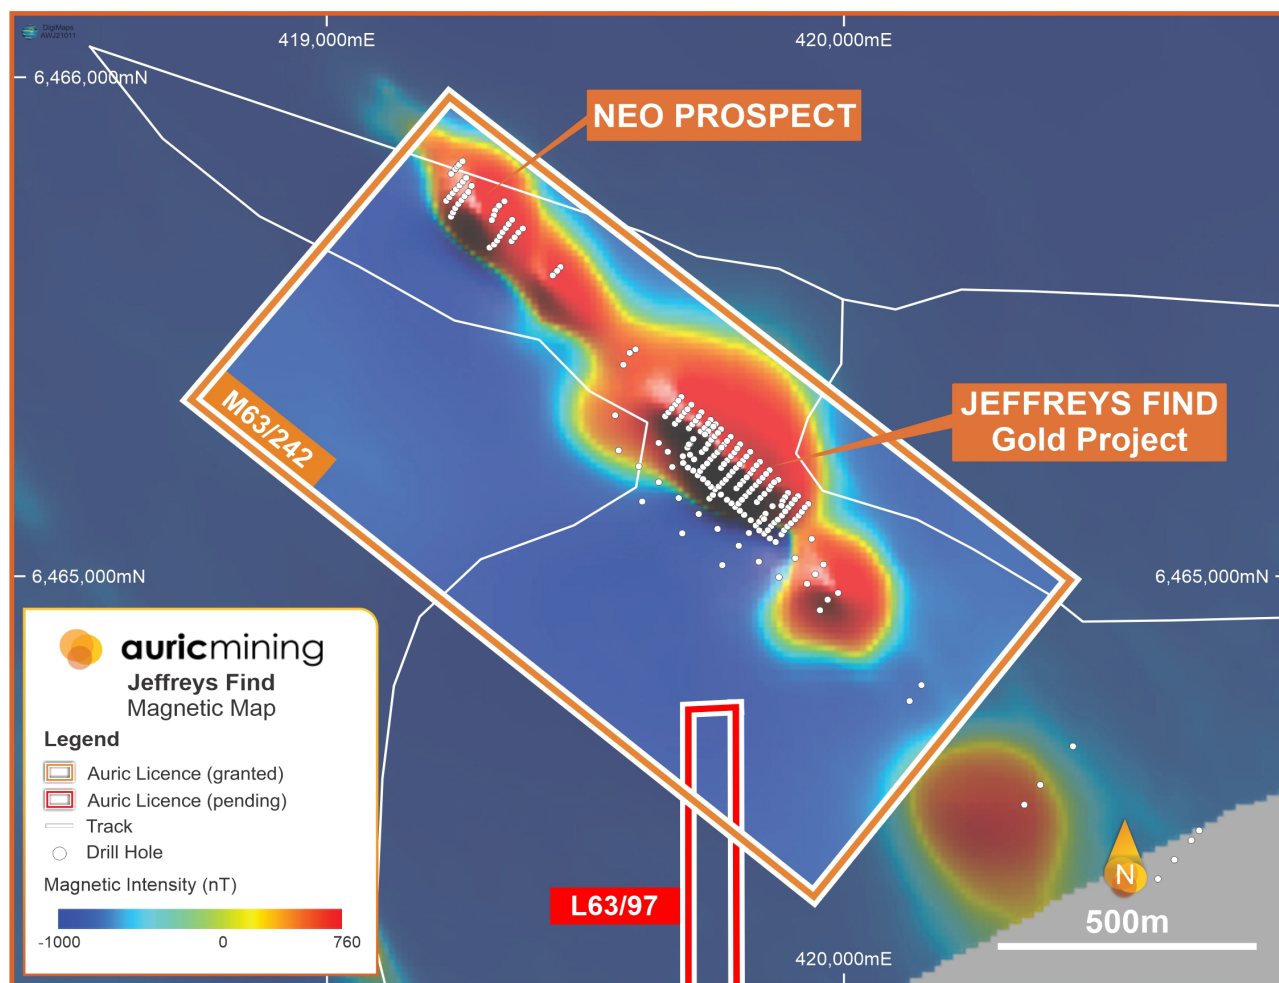 DigiMaps
AWJ21011
419,000mE
420,000mE
6,466,000mN
NEO PROSPECT
JEFFREYS FIND
Gold Project
M63/242
6,465,000mN
6,465,000mN
auricmining
Jeffreys Find
Magnetic Map
Legend
Auric Licence (granted)
Auric Licence (pending)
Track
Drill Hole
Magnetic Intensity (nT)
-1000
0
760
L63/97
N
500m
420,000mE